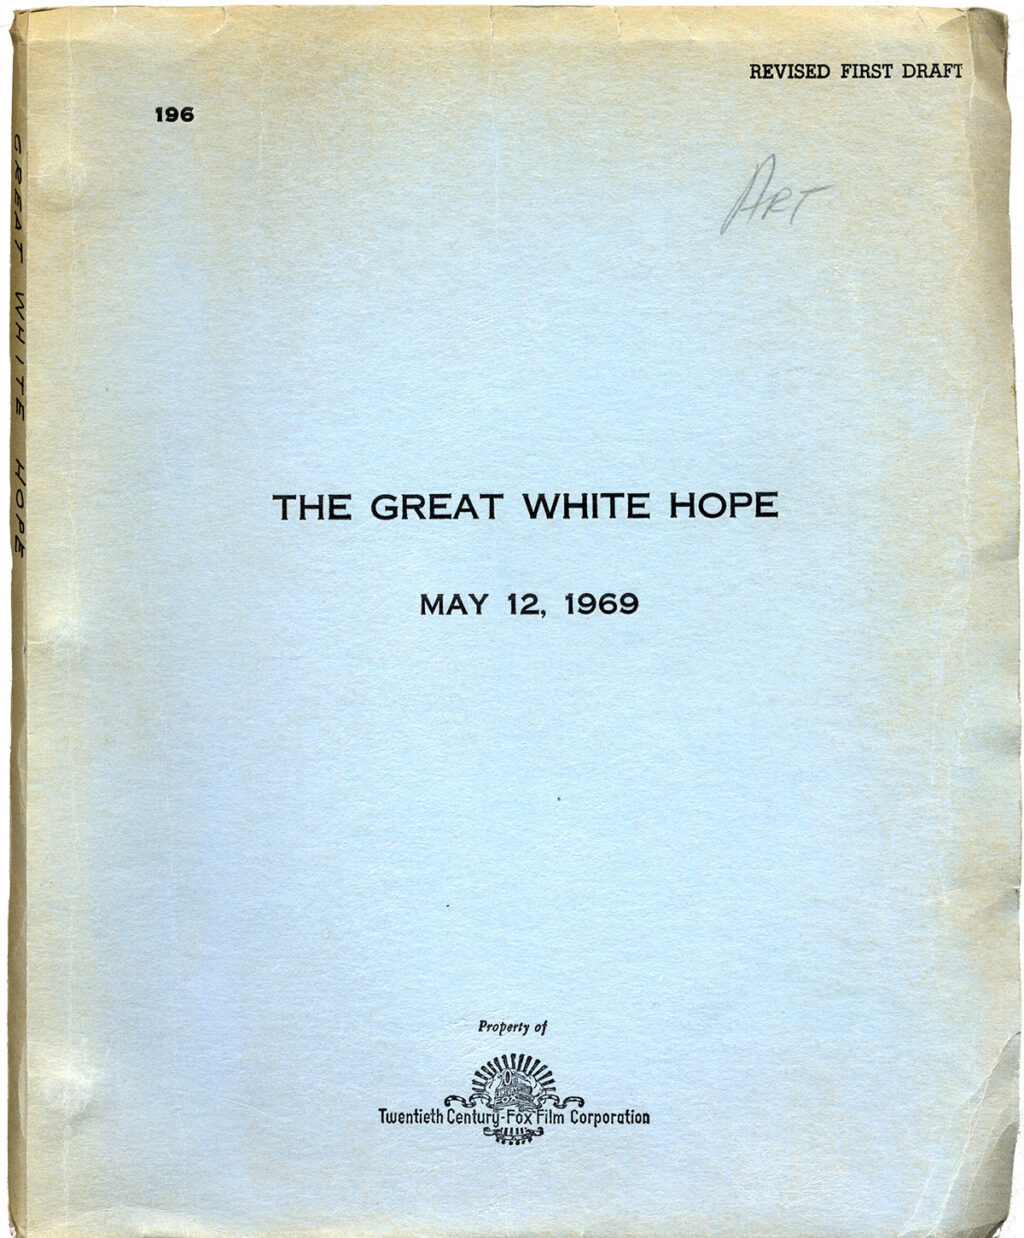 REVISED FIRST DRAFT
196
ART
GREAT WHITE HOPE
THE GREAT WHITE HOPE
MAY 12, 1969
Property of
20
Twentieth Century-Fox Film Corporation